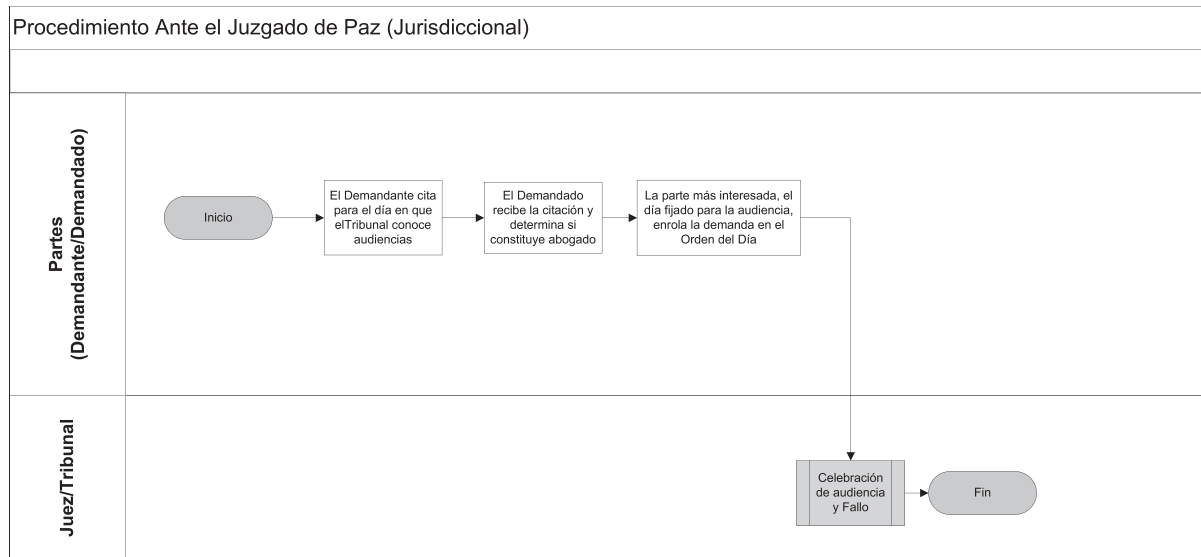 Procedimiento Ante el Juzgado de Paz (Jurisdiccional)
Partes
(Demandante/Demandado)
Inicio
El Demandante cita
para el día en que
elTribunal conoce
audiencias
El Demandado
recibe la citación y
determina si
constituye abogado
La parte más interesada, el
día fijado para la audiencia,
enrola la demanda en el
Orden del Día
Juez/Tribunal
Celebración
de audiencia
y Fallo
Fin